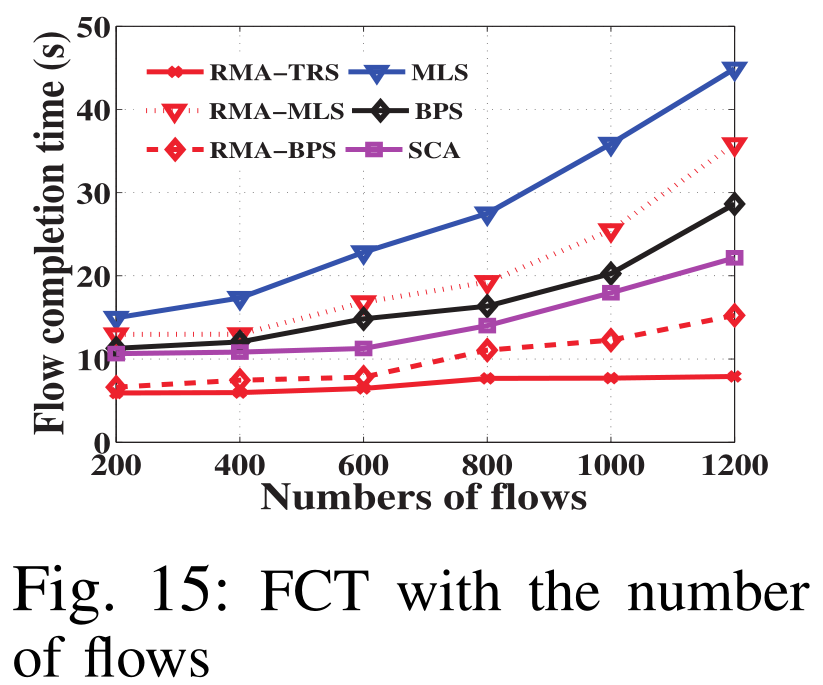 50
40
30
20
10
0
Flow completion time (s)
RMA-TRS MLS
RMA-MLS BPS
RMA-BPS SCA
200 400 600 800 1000 1200
Numbers of flows
Fig. 15: FCT with the number
of flows